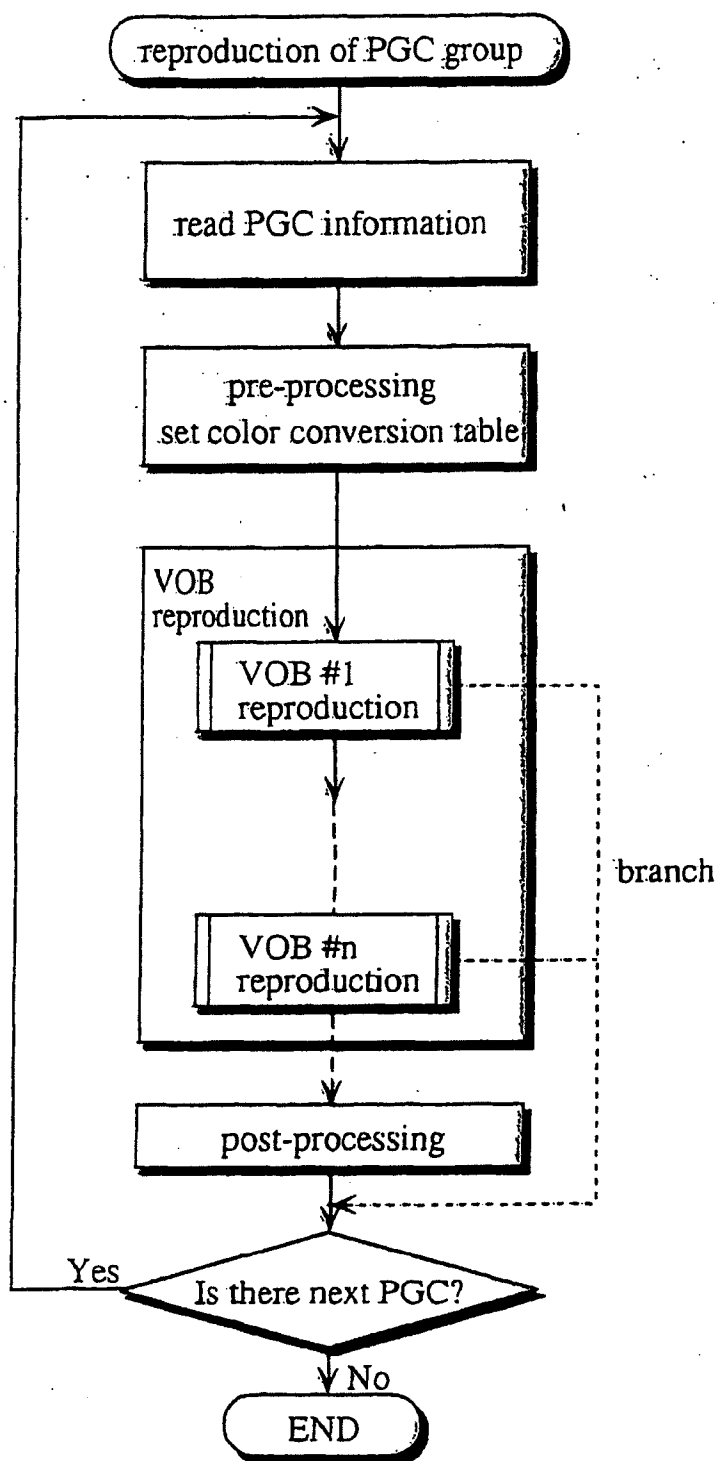 reproduction of PGC group
read PGC information
pre-processing
set color conversion table
VOB
reproduction
VOB #1
reproduction
branch
VOB #n
reproduction
post-processing
Yes
Is there next PGC?
No
END